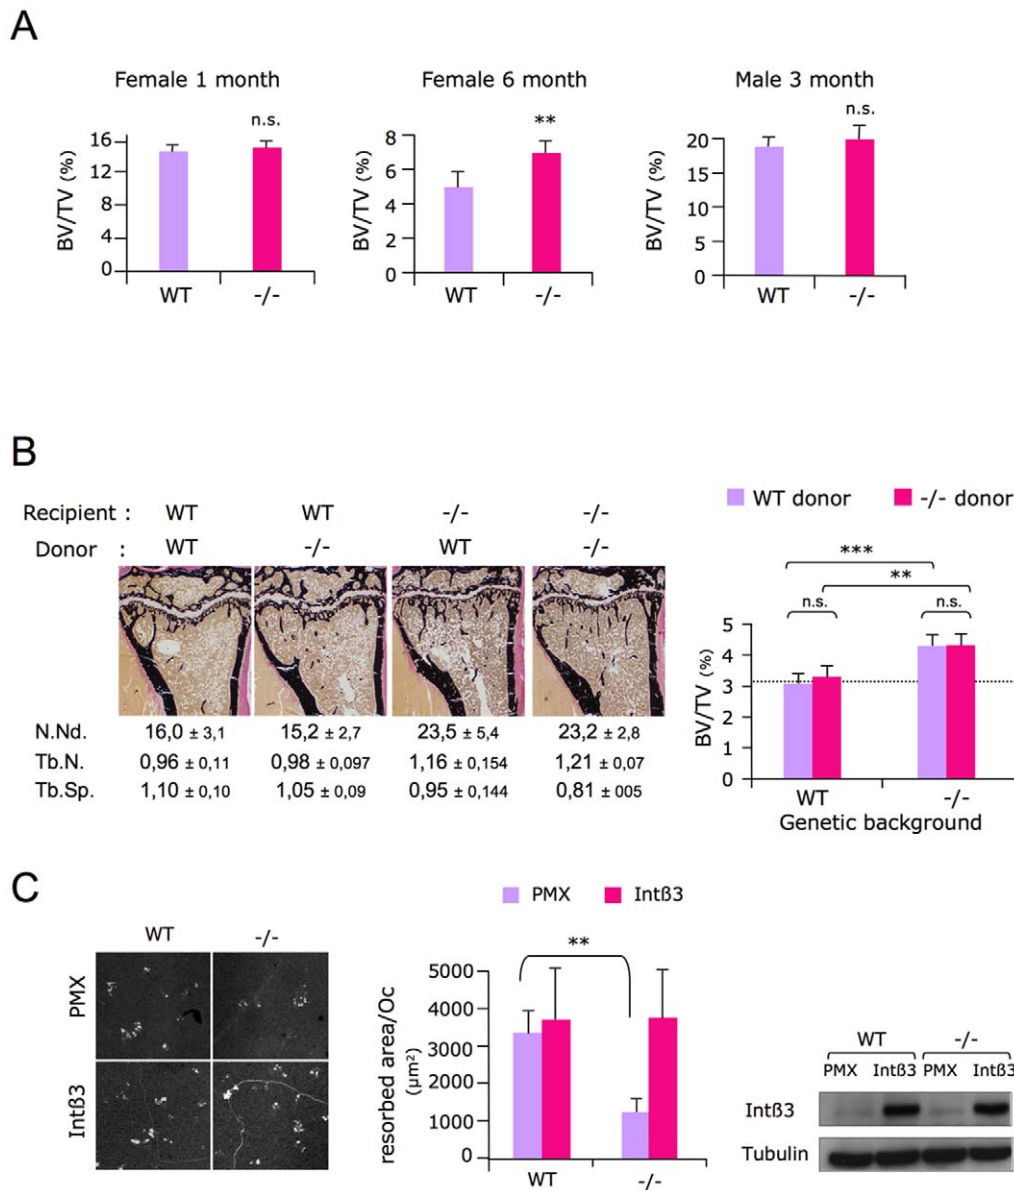 A
Female 1 month
Female 6 month
Male 3 month
n.s.
**
n.s.
BV/TV (%)
16
12
8
4
0
WT
-/-
BV/TV (%)
8
6
4
2
0
WT
-/-
BV/TV (%)
20
15
10
5
0
WT
-/-
B
Recipient : WT WT -/- -/-
Donor : WT -/- WT -/-
N.Nd. 16,0 ± 3,1 15,2 ± 2,7 23,5 ± 5,4 23,2 ± 2,8
Tb.N. 0,96 ± 0,11 0,98 ± 0,097 1,16 ± 0,154 1,21 ± 0,07
Tb.Sp. 1,10 ± 0,10 1,05 ± 0,09 0,95 ± 0,144 0,81 ± 005
WT donor -/- donor
***
**
n.s. n.s.
BV/TV (%)
5
4
3
2
1
0
WT -/-
Genetic background
C
WT -/-
PMX
Intß3
PMX Intß3
**
resorbed area/Oc
(µm²)
5000
4000
3000
2000
1000
0
WT -/-
WT -/-
PMX Intß3 PMX Intß3
Intß3
Tubulin